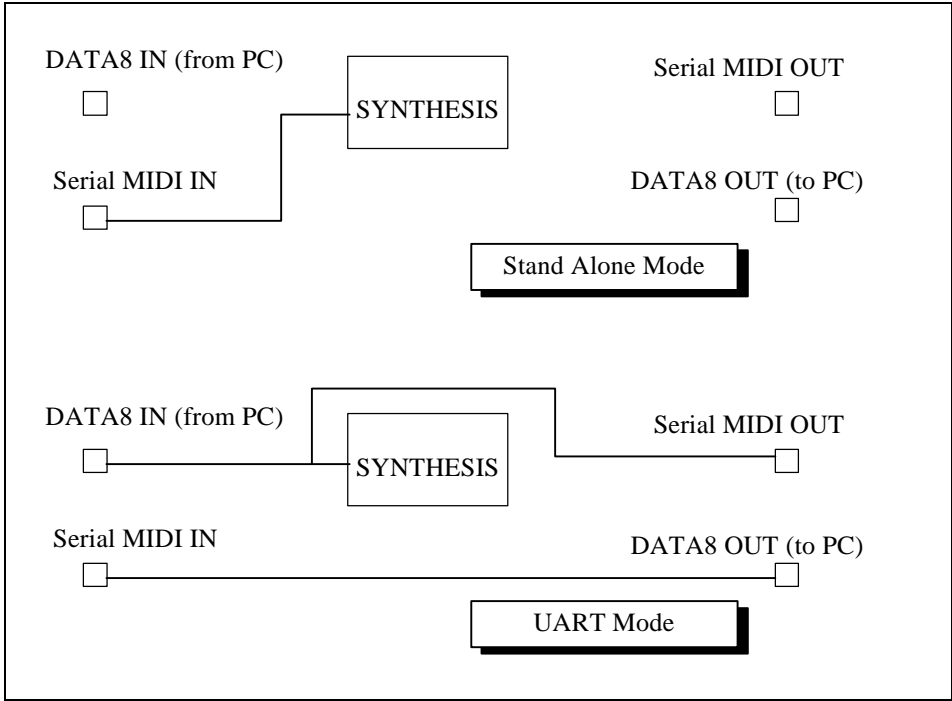 DATA8 IN (from PC)
Serial MIDI OUT
SYNTHESIS
Serial MIDI IN
DATA8 OUT (to PC)
Stand Alone Mode
DATA8 IN (from PC)
Serial MIDI OUT
SYNTHESIS
Serial MIDI IN
DATA8 OUT (to PC)
UART Mode